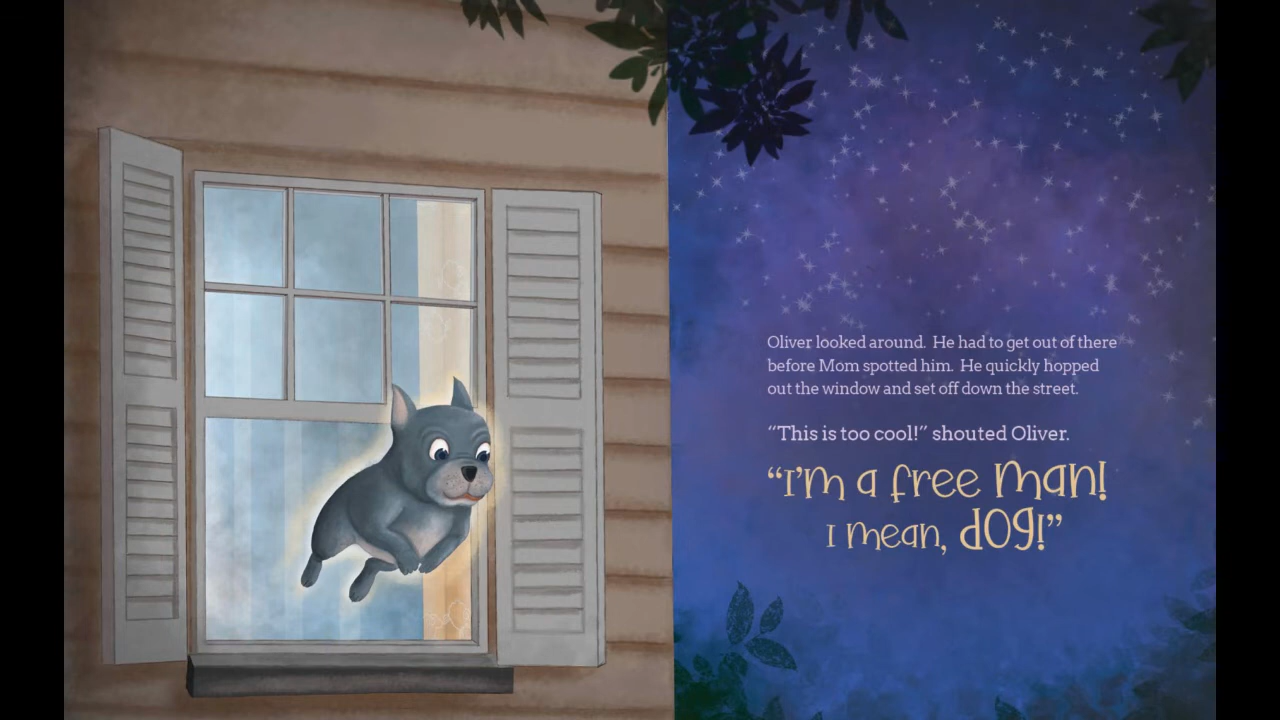 Oliver looked around.  He had to get out of there
before Mom spotted him.  He quickly hopped
out the window and set off down the street.
“This is too cool!” shouted Oliver.
“I’m a free man!
I mean, dog!”